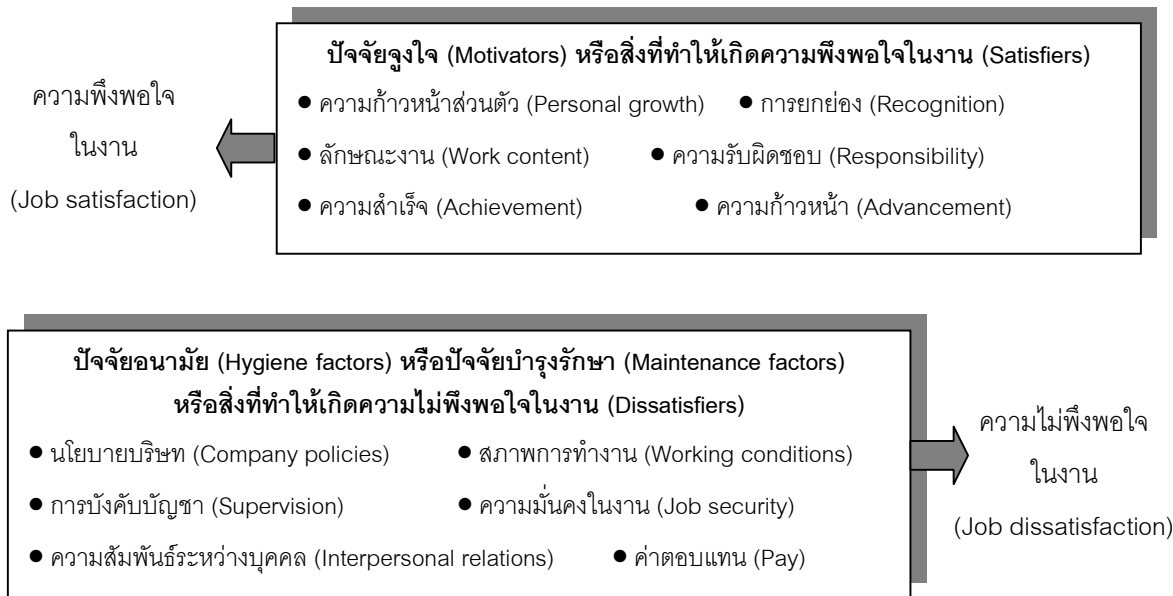 ปัจจัยจูงใจ (Motivators) หรือสิ่งที่ทำให้เกิดความพึงพอใจในงาน (Satisfiers)
● ความก้าวหน้าส่วนตัว (Personal growth) ● การยกย่อง (Recognition)
● ลักษณะงาน (Work content) ● ความรับผิดชอบ (Responsibility)
● ความสำเร็จ (Achievement) ● ความก้าวหน้า (Advancement)
ความพึงพอใจ
ในงาน
(Job satisfaction)
ปัจจัยอนามัย (Hygiene factors) หรือปัจจัยบำรุงรักษา (Maintenance factors)
หรือสิ่งที่ทำให้เกิดความไม่พึงพอใจในงาน (Dissatisfiers)
● นโยบายบริษัท (Company policies) ● สภาพการทำงาน (Working conditions)
● การบังคับบัญชา (Supervision) ● ความมั่นคงในงาน (Job security)
● ความสัมพันธ์ระหว่างบุคคล (Interpersonal relations) ● ค่าตอบแทน (Pay)
ความไม่พึงพอใจ
ในงาน
(Job dissatisfaction)